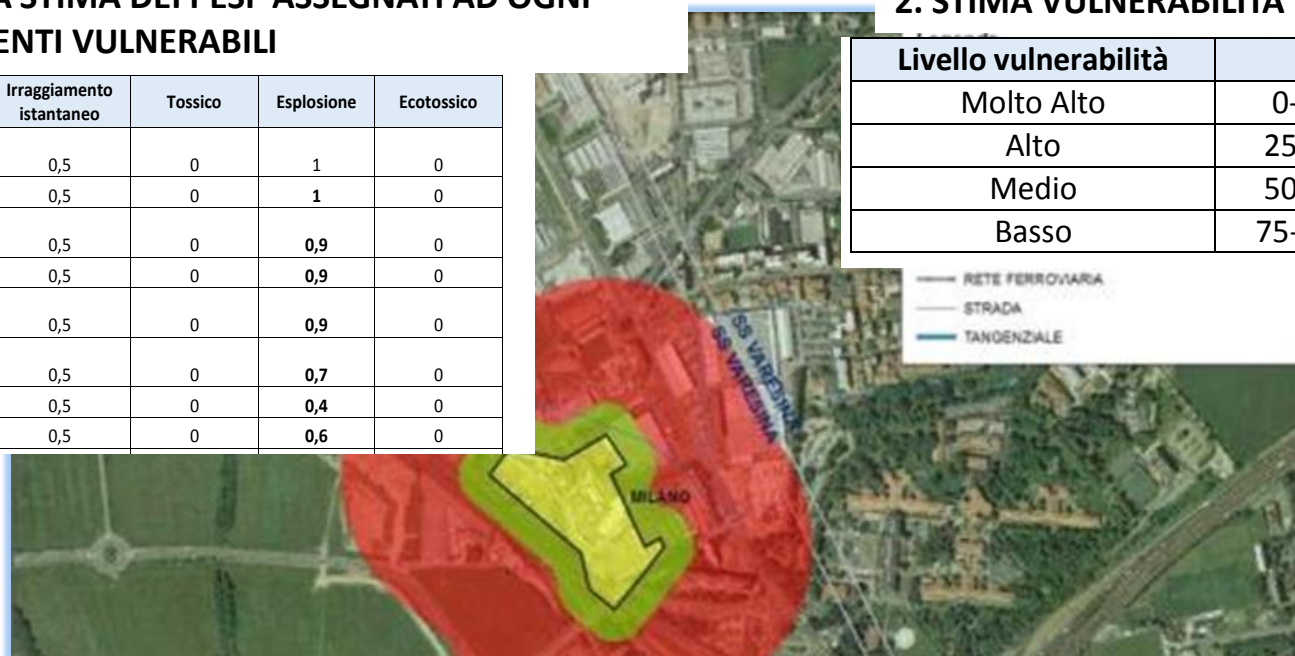 A STIMA DEI PESI ASSEGNATI AD OGNI
ENTI VULNERABILI
Irraggiamento istantaneo Tossico Esplosione Ecotossico
0,5 0 1 0
0,5 0 1 0
0,5 0 0,9 0
0,5 0 0,9 0
0,5 0 0,9 0
0,5 0 0,7 0
0,5 0 0,4 0
0,5 0 0,6 0
2. STIMA VULNERABILITÀ
Livello vulnerabilità
Molto Alto 0-
Alto 25
Medio 50
Basso 75-
RETE FERROVIARIA
STRADA
TANGENZIALE
SS VARESINA
SS VARESINA
MILANO